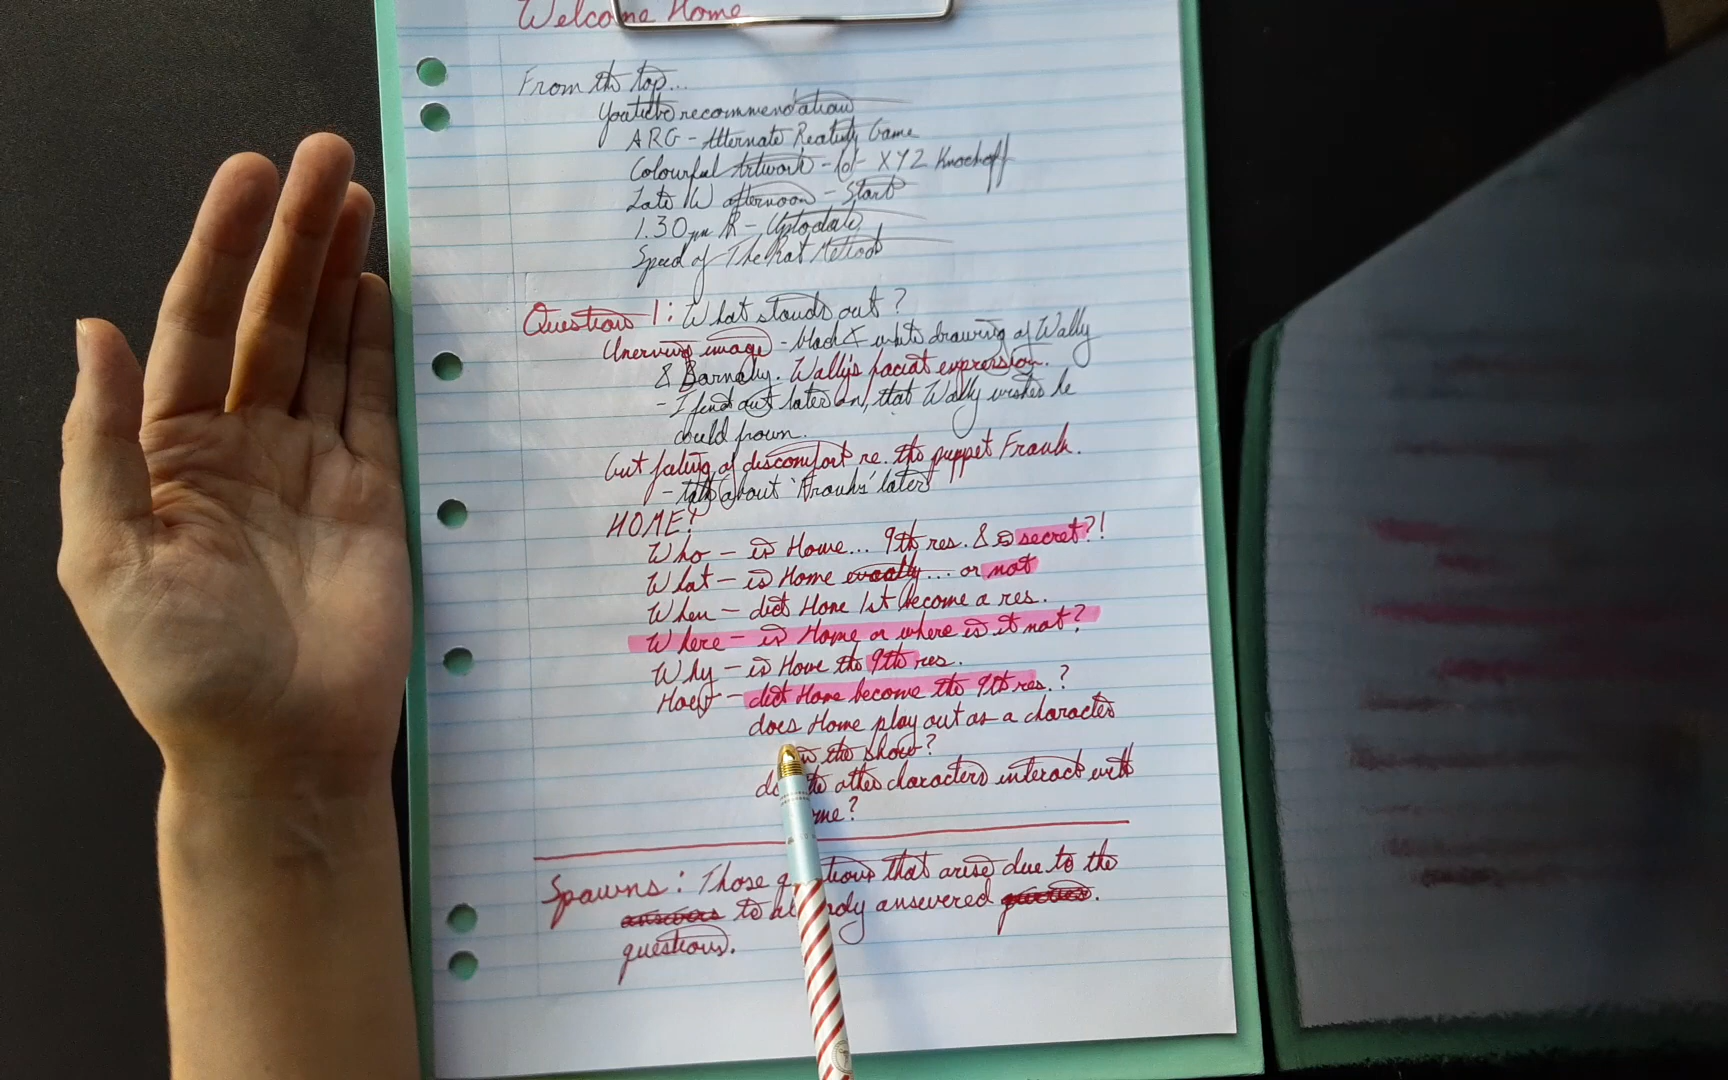 Welcome Home
From the top...
Youtube recommendation
ARG - Alternate Reality Game
Colourful Artwork - lol - XYZ Knockoff
Late W afternoon - Start
1.30pm R - Uptodate
Speed of The Rat Method
Question 1: What stands out?
Unerving image - black & white drawing of Wally
& Barnaby. Wally's facial expression.
- I find out later on, that Wally wishes he
could frown.
Gut feeling of discomfort re. the puppet Frank.
- talk about 'Franks' later
HOME!
Who - is Home... 9th res. & secret?!
What - is Home exactly... or not
When - did Home 1st become a res.
Where - is Home or where is it not?
Why - is Home the 9th res.
How - did Home become the 9th res.?
does Home play out as a character
in the show?
do the other characters interact with
me?
Spawns: Those questions that arise due to the
answers to already answered queries.
questions.